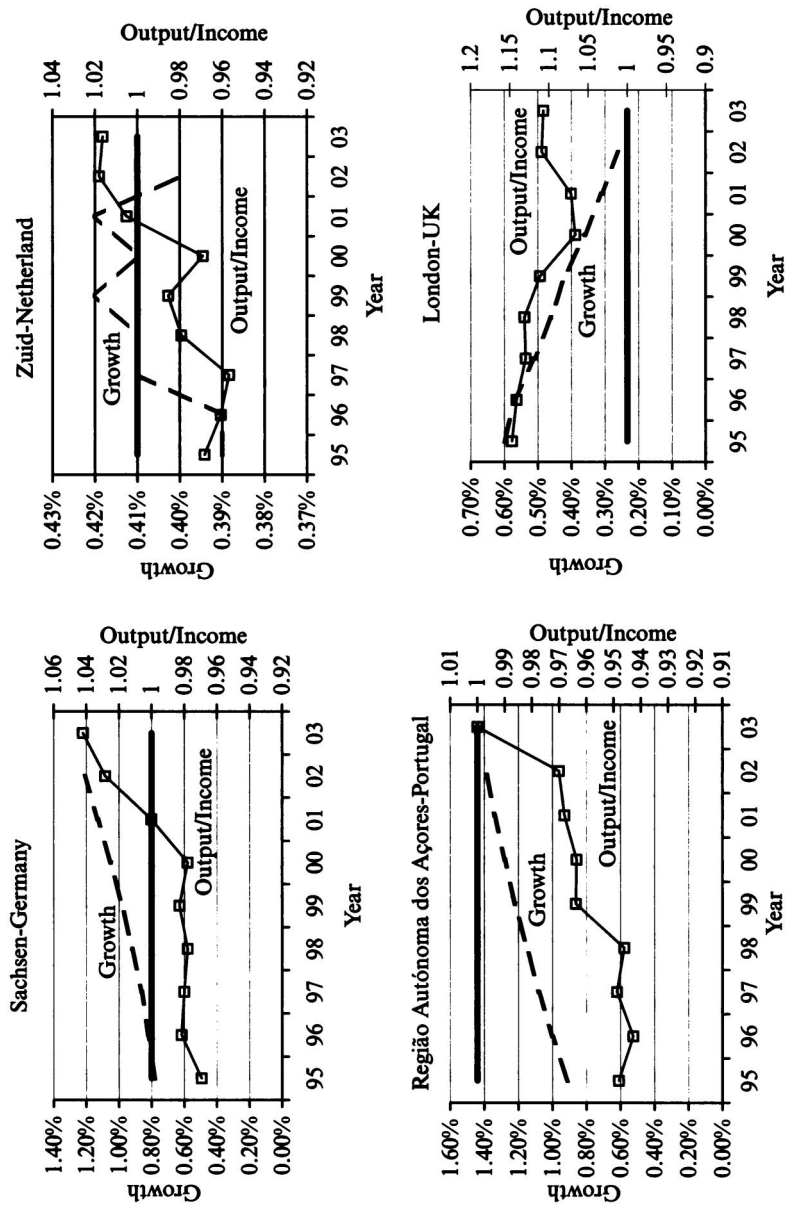 Sachsen-Germany
Growth
1.40%
1.20%
1.00%
0.80%
0.60%
0.40%
0.20%
0.00%
Output/Income
1.06
1.04
1.02
1
0.98
0.96
0.94
0.92
Growth
Output/Income
95 96 97 98 99 00 01 02 03
Year
Zuid-Netherland
Growth
0.43%
0.42%
0.41%
0.40%
0.39%
0.38%
0.37%
Output/Income
1.04
1.02
1
0.98
0.96
0.94
0.92
Growth
Output/Income
95 96 97 98 99 00 01 02 03
Year
Região Autónoma dos Açores-Portugal
Growth
1.60%
1.40%
1.20%
1.00%
0.80%
0.60%
0.40%
0.20%
0.00%
Output/Income
1.01
1
0.99
0.98
0.97
0.96
0.95
0.94
0.93
0.92
0.91
Growth
Output/Income
95 96 97 98 99 00 01 02 03
Year
London-UK
Growth
0.70%
0.60%
0.50%
0.40%
0.30%
0.20%
0.10%
0.00%
Output/Income
1.2
1.15
1.1
1.05
1
0.95
0.9
Output/Income
Growth
95 96 97 98 99 00 01 02 03
Year